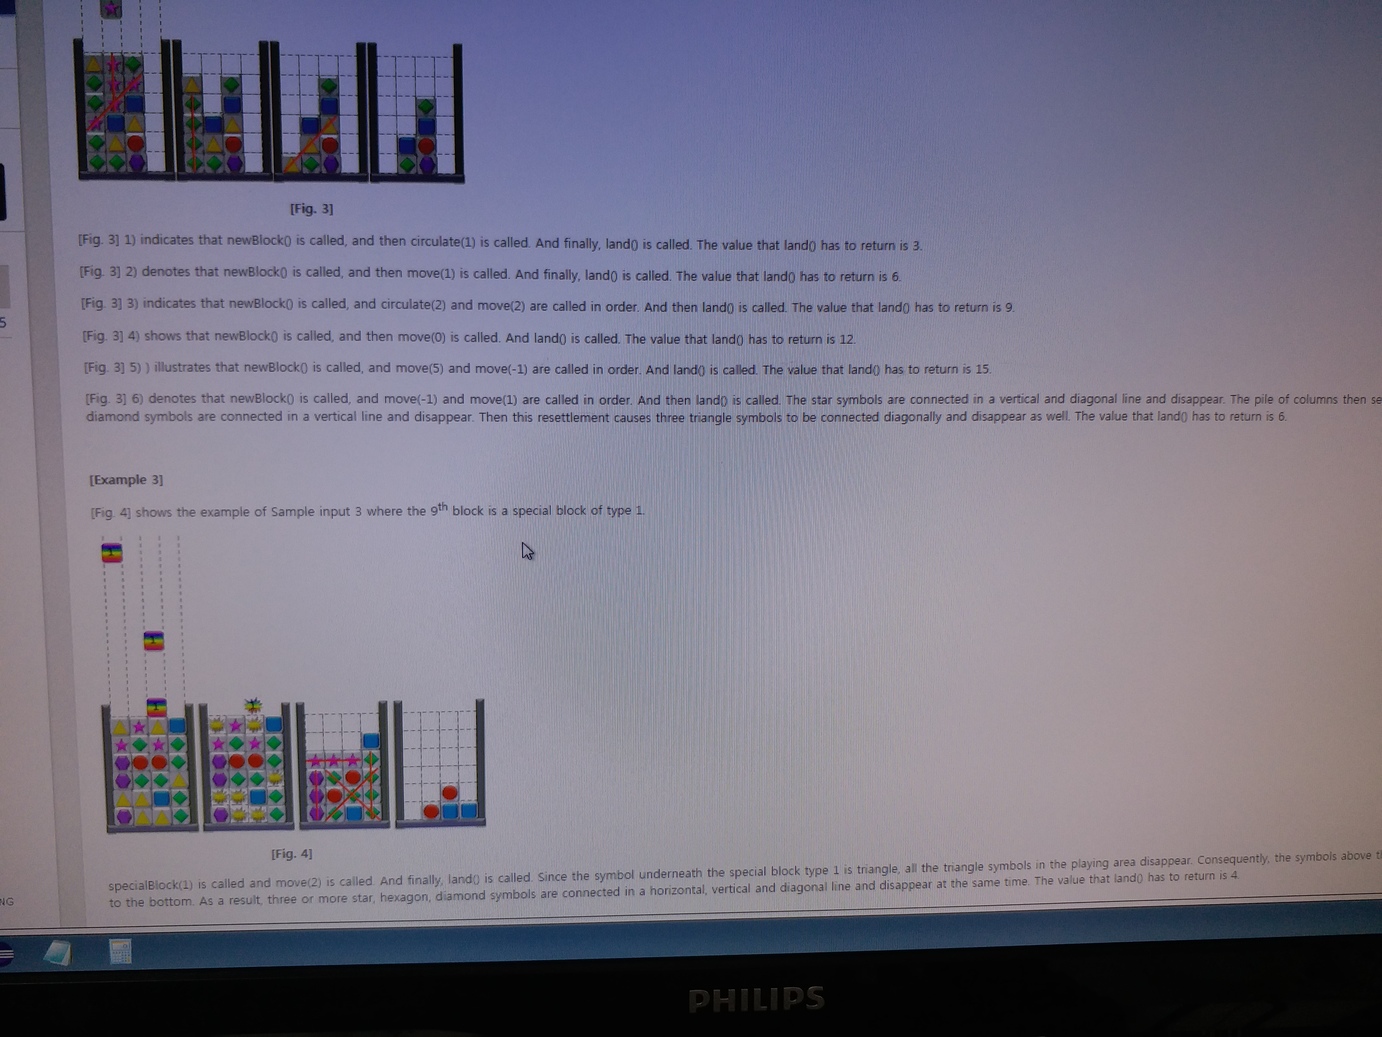 [Fig. 3]
[Fig. 3] 1) indicates that newBlock() is called, and then circulate(1) is called. And finally, land() is called. The value that land() has to return is 3.
[Fig. 3] 2) denotes that newBlock() is called, and then move(1) is called. And finally, land() is called. The value that land() has to return is 6.
[Fig. 3] 3) indicates that newBlock() is called, and circulate(2) and move(2) are called in order. And then land() is called. The value that land() has to return is 9.
[Fig. 3] 4) shows that newBlock() is called, and then move(0) is called. And land() is called. The value that land() has to return is 12.
[Fig. 3] 5) ) illustrates that newBlock() is called, and move(5) and move(-1) are called in order. And land() is called. The value that land() has to return is 15.
[Fig. 3] 6) denotes that newBlock() is called, and move(-1) and move(1) are called in order. And then land() is called. The star symbols are connected in a vertical and diagonal line and disappear. The pile of columns then se
diamond symbols are connected in a vertical line and disappear. Then this resettlement causes three triangle symbols to be connected diagonally and disappear as well. The value that land() has to return is 6.
5
[Example 3]
[Fig. 4] shows the example of Sample input 3 where the 9th block is a special block of type 1.
1
1
1
1
[Fig. 4]
specialBlock(1) is called and move(2) is called. And finally, land() is called. Since the symbol underneath the special block type 1 is triangle, all the triangle symbols in the playing area disappear. Consequently, the symbols above t
to the bottom. As a result, three or more star, hexagon, diamond symbols are connected in a horizontal, vertical and diagonal line and disappear at the same time. The value that land() has to return is 4.
NG
PHILIPS